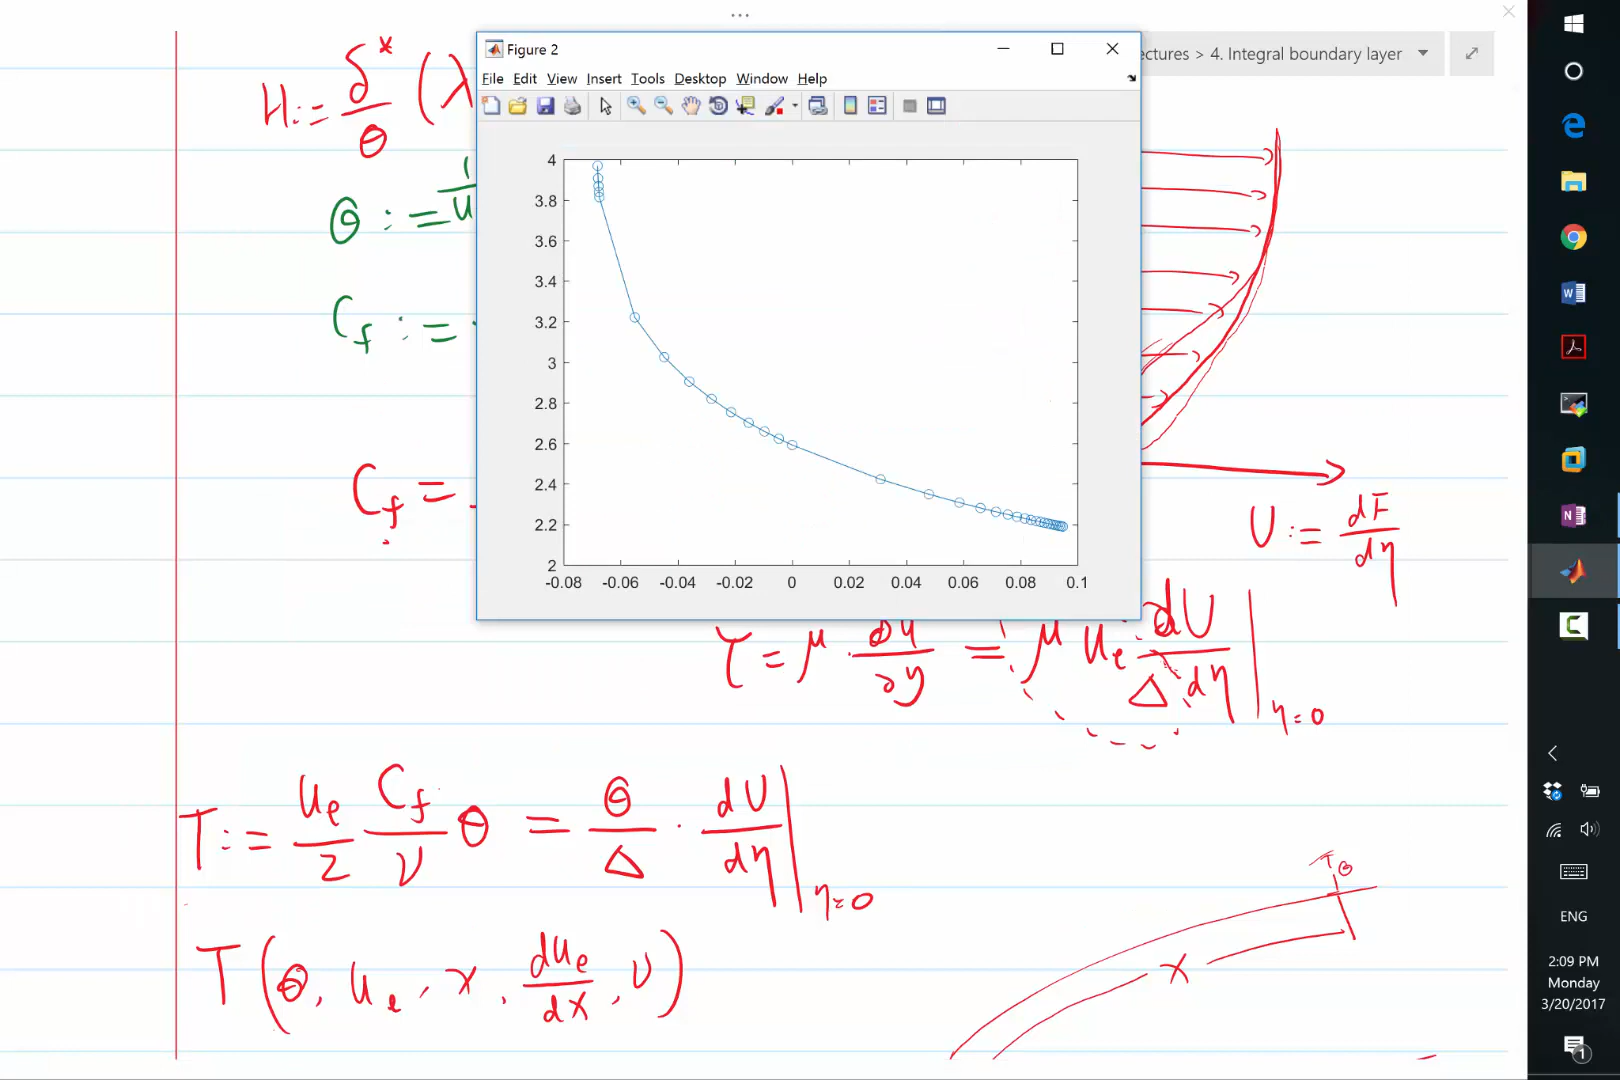 Figure 2
ectures > 4. Integral boundary layer
File Edit View Insert Tools Desktop Window Help
H := δ* / θ (λ
θ := 1 / u
C_f :=
C_f =
4
3.8
3.6
3.4
3.2
3
2.8
2.6
2.4
2.2
2
-0.08 -0.06 -0.04 -0.02 0 0.02 0.04 0.06 0.08 0.1
U := dF / dη
τ = μ · ∂u / ∂y = μ u_e · dU / Δ dη |η=0
T := u_e / 2 C_f / ν θ = θ / Δ · dU / dη |η=0
T (θ, u_e, x, du_e / dx, ν)
θ
x
ENG
2:09 PM
Monday
3/20/2017
1